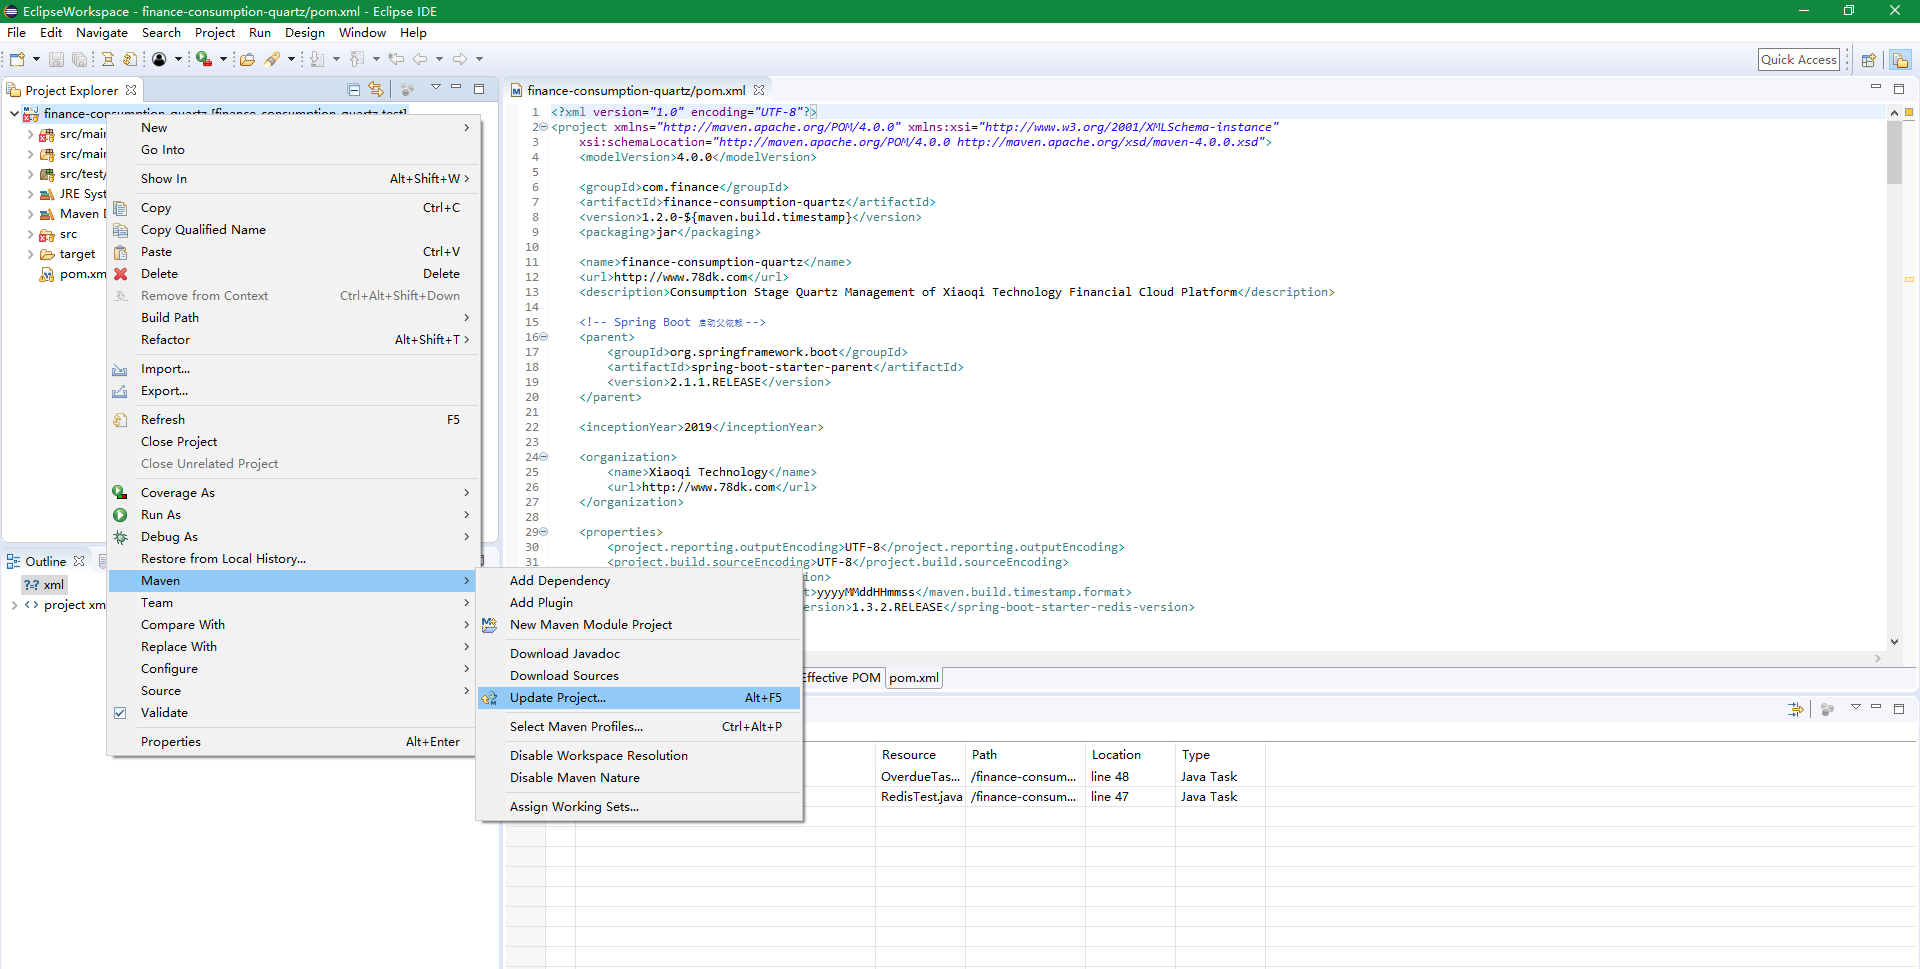 EclipseWorkspace - finance-consumption-quartz/pom.xml - Eclipse IDE
File Edit Navigate Search Project Run Design Window Help
Quick Access
Project Explorer
finance-consumption-quartz [finance-consumption-quartz test]
src/mair
src/mair
src/test/
JRE Syst
Maven D
src
target
pom.xm
New
Go Into
Show In Alt+Shift+W
Copy Ctrl+C
Copy Qualified Name
Paste Ctrl+V
Delete Delete
Remove from Context Ctrl+Alt+Shift+Down
Build Path
Refactor Alt+Shift+T
Import...
Export...
Refresh F5
Close Project
Close Unrelated Project
Coverage As
Run As
Debug As
Restore from Local History...
Maven
Team
Compare With
Replace With
Configure
Source
Validate
Properties Alt+Enter
Outline
?-? xml
project xm
Add Dependency
Add Plugin
New Maven Module Project
Download Javadoc
Download Sources
Update Project... Alt+F5
Select Maven Profiles... Ctrl+Alt+P
Disable Workspace Resolution
Disable Maven Nature
Assign Working Sets...
finance-consumption-quartz/pom.xml
1 <?xml version="1.0" encoding="UTF-8"?>
2 <project xmlns="http://maven.apache.org/POM/4.0.0" xmlns:xsi="http://www.w3.org/2001/XMLSchema-instance"
3 xsi:schemaLocation="http://maven.apache.org/POM/4.0.0 http://maven.apache.org/xsd/maven-4.0.0.xsd">
4 <modelVersion>4.0.0</modelVersion>
5
6 <groupId>com.finance</groupId>
7 <artifactId>finance-consumption-quartz</artifactId>
8 <version>1.2.0-${maven.build.timestamp}</version>
9 <packaging>jar</packaging>
10
11 <name>finance-consumption-quartz</name>
12 <url>http://www.78dk.com</url>
13 <description>Consumption Stage Quartz Management of Xiaoqi Technology Financial Cloud Platform</description>
14
15 <!-- Spring Boot 启动父依赖 -->
16 <parent>
17 <groupId>org.springframework.boot</groupId>
18 <artifactId>spring-boot-starter-parent</artifactId>
19 <version>2.1.1.RELEASE</version>
20 </parent>
21
22 <inceptionYear>2019</inceptionYear>
23
24 <organization>
25 <name>Xiaoqi Technology</name>
26 <url>http://www.78dk.com</url>
27 </organization>
28
29 <properties>
30 <project.reporting.outputEncoding>UTF-8</project.reporting.outputEncoding>
31 <project.build.sourceEncoding>UTF-8</project.build.sourceEncoding>
ion>
t>yyyyMMddHHmmss</maven.build.timestamp.format>
version>1.3.2.RELEASE</spring-boot-starter-redis-version>
Effective POM pom.xml
Resource Path Location Type
OverdueTas... /finance-consum... line 48 Java Task
RedisTest.java /finance-consum... line 47 Java Task